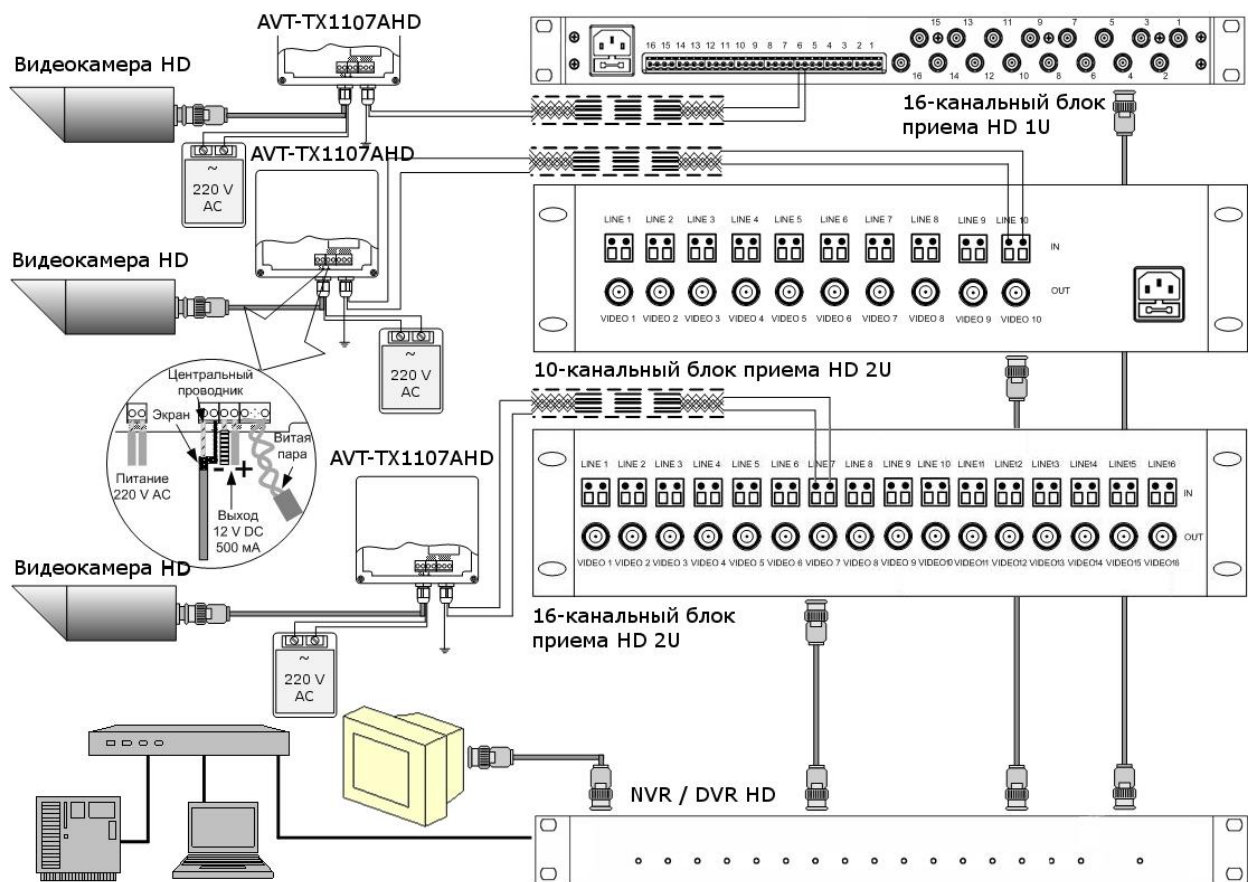 AVT-TX1107AHD
Видеокамера HD
~
220 V
AC
16 15 14 13 12 11 10 9 8 7 6 5 4 3 2 1
15 13 11 9 7 5 3 1
16 14 12 10 8 6 4 2
16-канальный блок
приема HD 1U
AVT-TX1107AHD
Видеокамера HD
~
220 V
AC
LINE 1 LINE 2 LINE 3 LINE 4 LINE 5 LINE 6 LINE 7 LINE 8 LINE 9 LINE 10
IN
OUT
VIDEO 1 VIDEO 2 VIDEO 3 VIDEO 4 VIDEO 5 VIDEO 6 VIDEO 7 VIDEO 8 VIDEO 9 VIDEO 10
10-канальный блок приема HD 2U
Центральный
проводник
Экран
Витая
пара
Питание
220 V AC
- +
Выход
12 V DC
500 мА
AVT-TX1107AHD
Видеокамера HD
~
220 V
AC
LINE 1 LINE 2 LINE 3 LINE 4 LINE 5 LINE 6 LINE 7 LINE 8 LINE 9 LINE 10 LINE11 LINE12 LINE13 LINE14 LINE15 LINE16
IN
OUT
VIDEO 1 VIDEO 2 VIDEO 3 VIDEO 4 VIDEO 5 VIDEO 6 VIDEO 7 VIDEO 8 VIDEO 9 VIDEO10 VIDEO11 VIDEO12 VIDEO13 VIDEO14 VIDEO15 VIDEO16
16-канальный блок
приема HD 2U
NVR / DVR HD